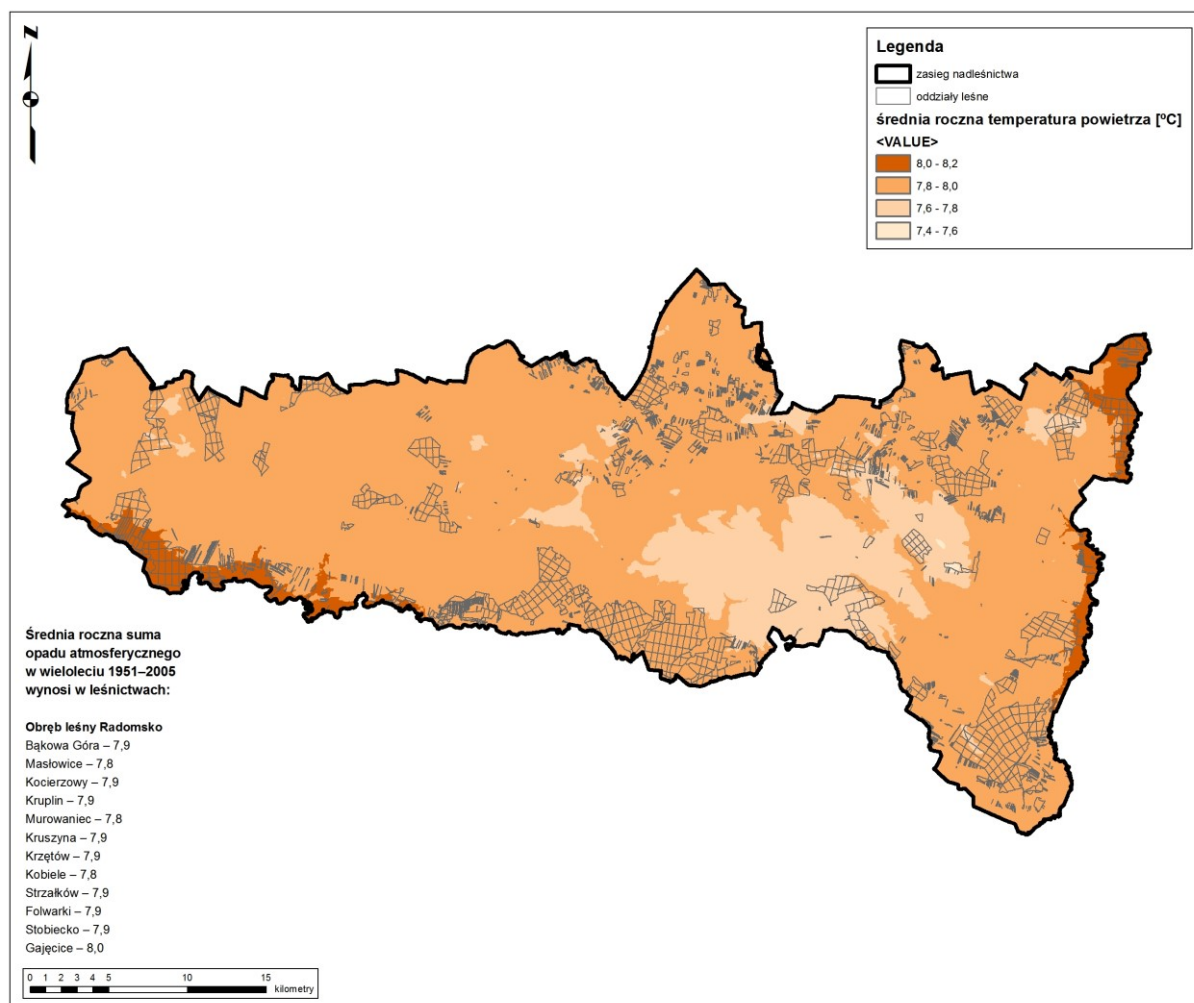 N
Legenda
zasieg nadleśnictwa
oddziały leśne
średnia roczna temperatura powietrza [ºC]
<VALUE>
8,0 - 8,2
7,8 - 8,0
7,6 - 7,8
7,4 - 7,6
Średnia roczna suma
opadu atmosferycznego
w wieloleciu 1951–2005
wynosi w leśnictwach:
Obręb leśny Radomsko
Bąkowa Góra – 7,9
Masłowice – 7,8
Kocierzowy – 7,9
Kruplin – 7,9
Murowaniec – 7,8
Kruszyna – 7,9
Krzętów – 7,9
Kobiele – 7,8
Strzałków – 7,9
Folwarki – 7,9
Stobiecko – 7,9
Gajęcice – 8,0
0 1 2 3 4 5 10 15
kilometry